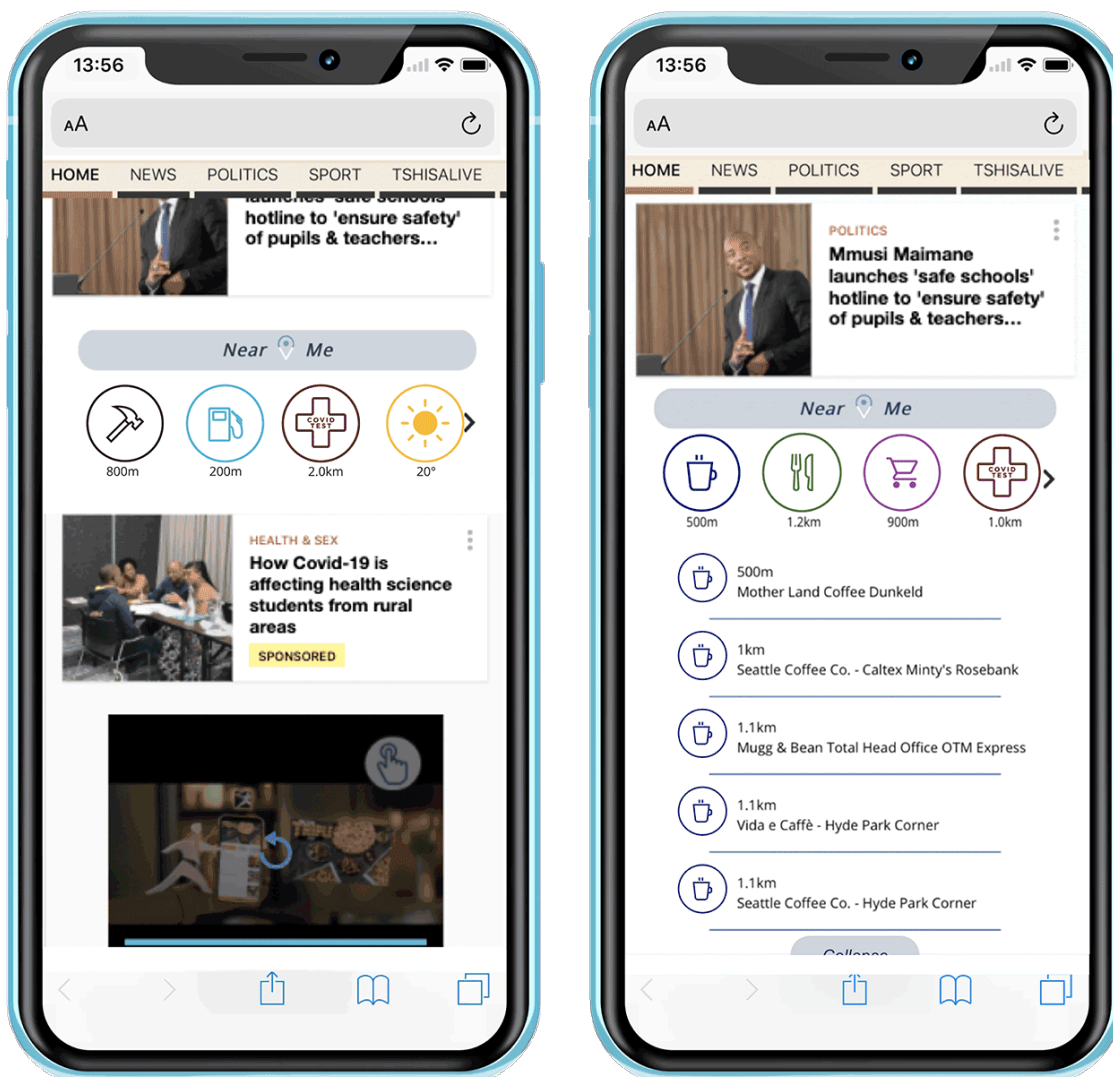 13:56
AA
HOME NEWS POLITICS SPORT TSHISALIVE
launches 'safe schools'
hotline to 'ensure safety'
of pupils & teachers...
Near Me
COVID
TEST
800m 200m 2.0km 20°
HEALTH & SEX
How Covid-19 is
affecting health science
students from rural
areas
SPONSORED
13:56
AA
HOME NEWS POLITICS SPORT TSHISALIVE
POLITICS
Mmusi Maimane
launches 'safe schools'
hotline to 'ensure safety'
of pupils & teachers...
Near Me
COVID
TEST
500m 1.2km 900m 1.0km
500m
Mother Land Coffee Dunkeld
1km
Seattle Coffee Co. - Caltex Minty's Rosebank
1.1km
Mugg & Bean Total Head Office OTM Express
1.1km
Vida e Caffè - Hyde Park Corner
1.1km
Seattle Coffee Co. - Hyde Park Corner
Collapse